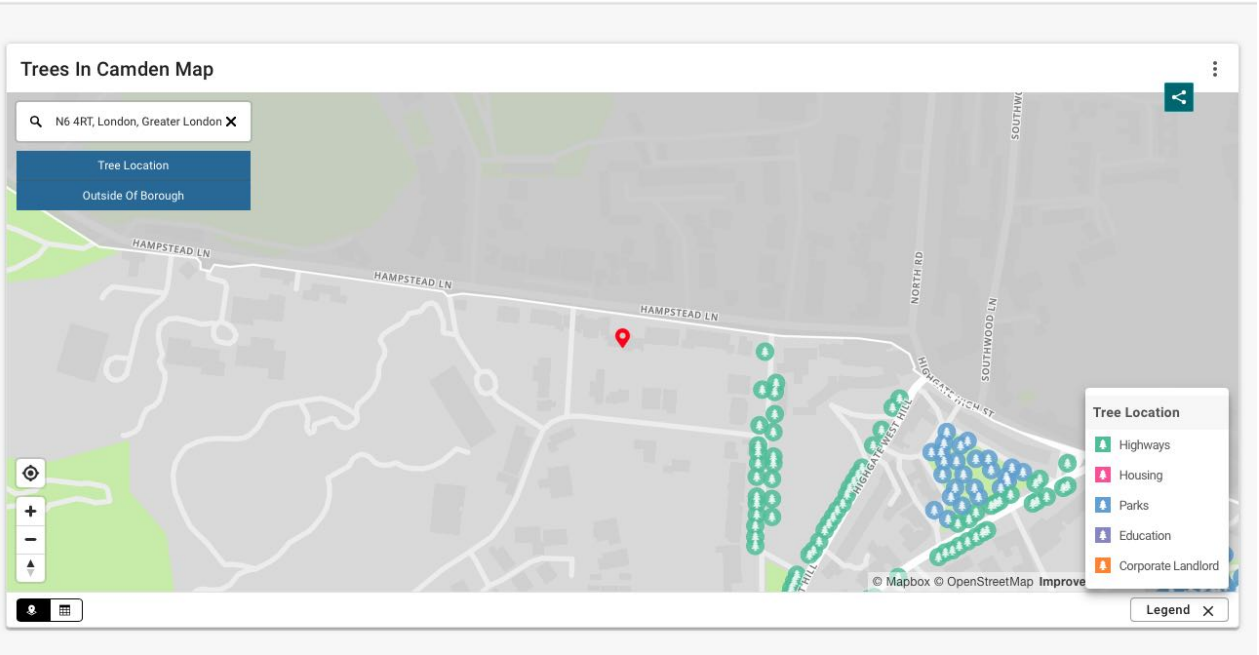 Trees In Camden Map
N6 4RT, London, Greater London
Tree Location
Outside Of Borough
HAMPSTEAD LN
HAMPSTEAD LN
HAMPSTEAD LN
NORTH RD
SOUTHWOOD LN
HIGHGATE HIGH ST
HIGHGATE WEST HILL
Tree Location
Highways
Housing
Parks
Education
Corporate Landlord
© Mapbox © OpenStreetMap Improve
Legend